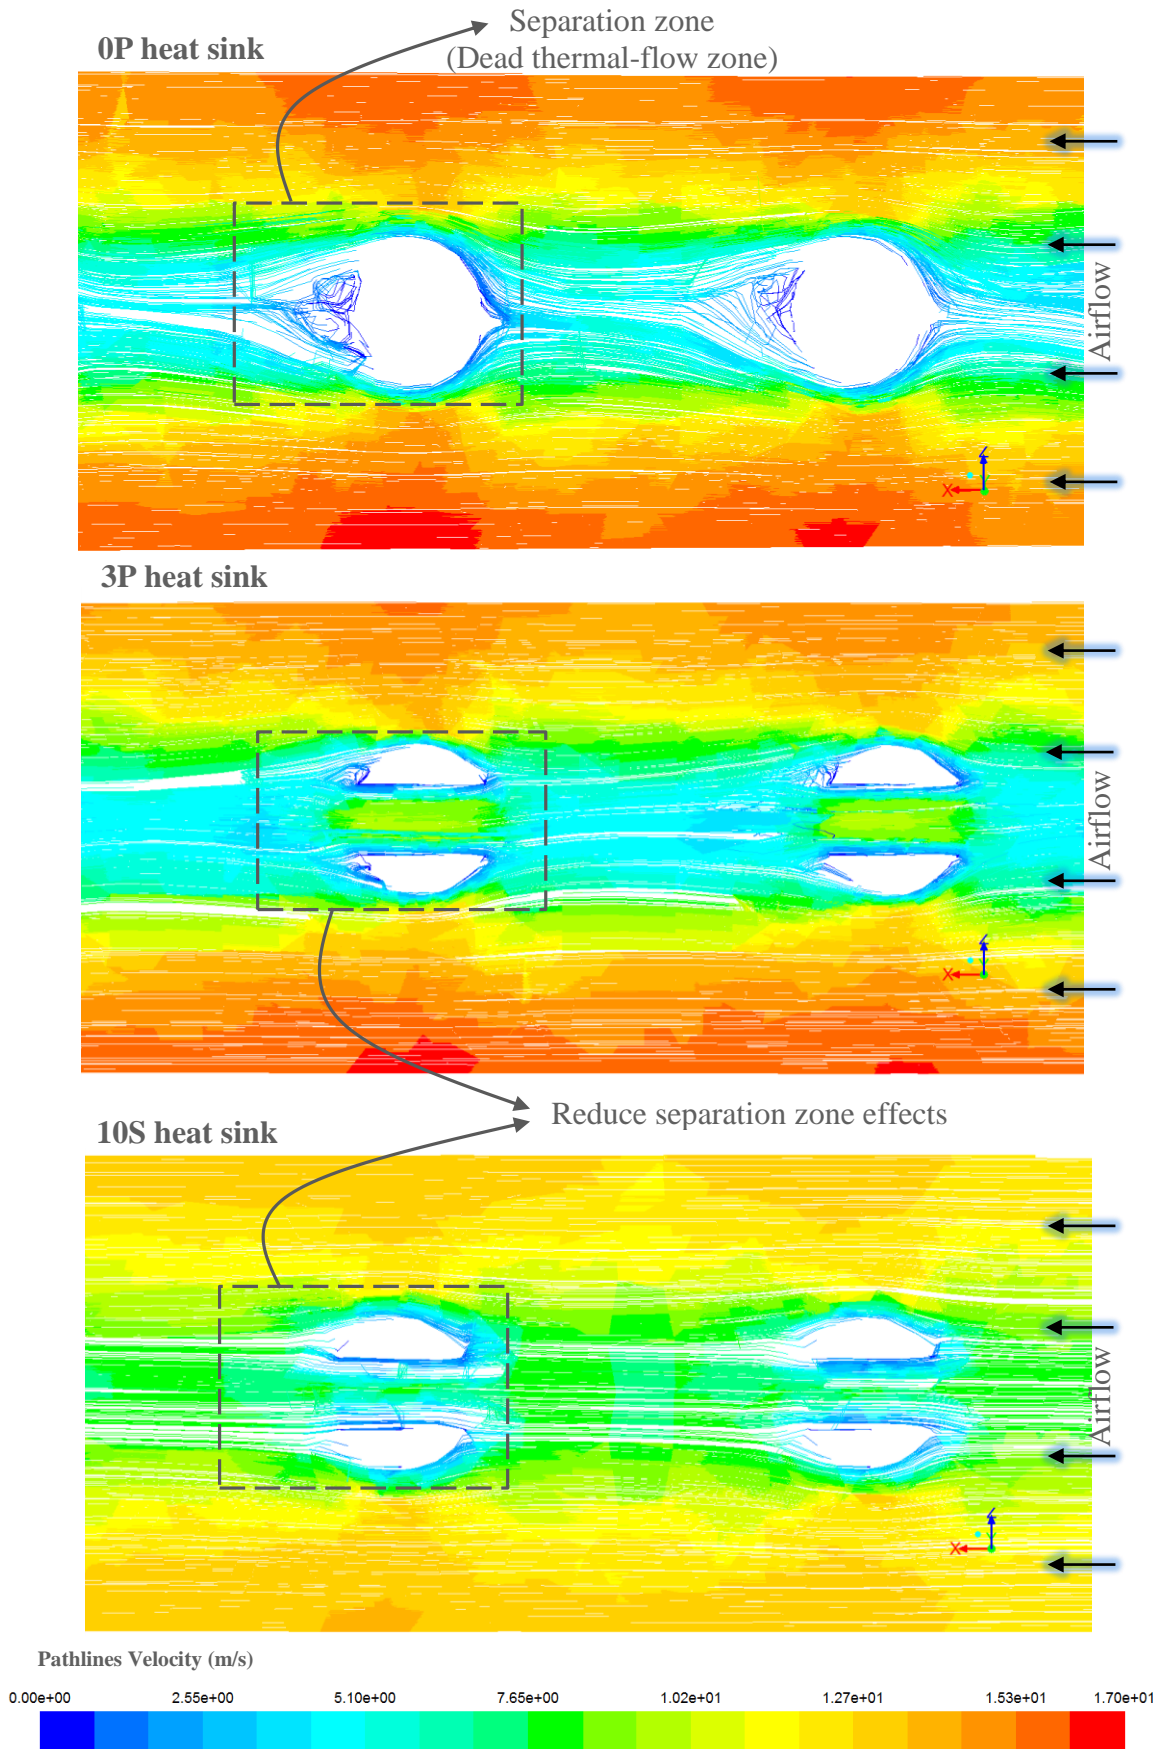 Separation zone
0P heat sink
(Dead thermal-flow zone)
Airflow
X
3P heat sink
Airflow
X
Reduce separation zone effects
10S heat sink
Airflow
X
Pathlines Velocity (m/s)
0.00e+00 2.55e+00 5.10e+00 7.65e+00 1.02e+01 1.27e+01 1.53e+01 1.70e+01